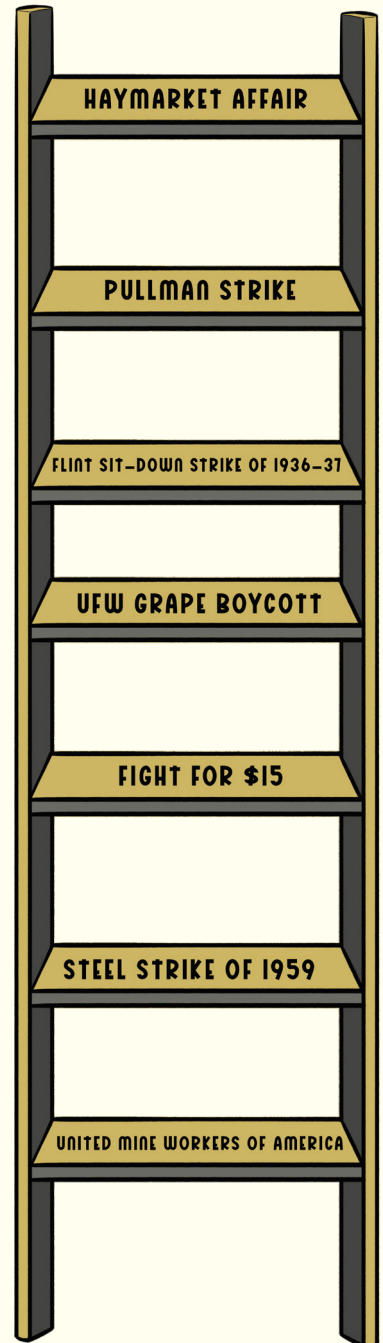 HAYMARKET AFFAIR
PULLMAN STRIKE
FLINT SIT-DOWN STRIKE OF 1936-37
UFW GRAPE BOYCOTT
FIGHT FOR $15
STEEL STRIKE OF 1959
UNITED MINE WORKERS OF AMERICA